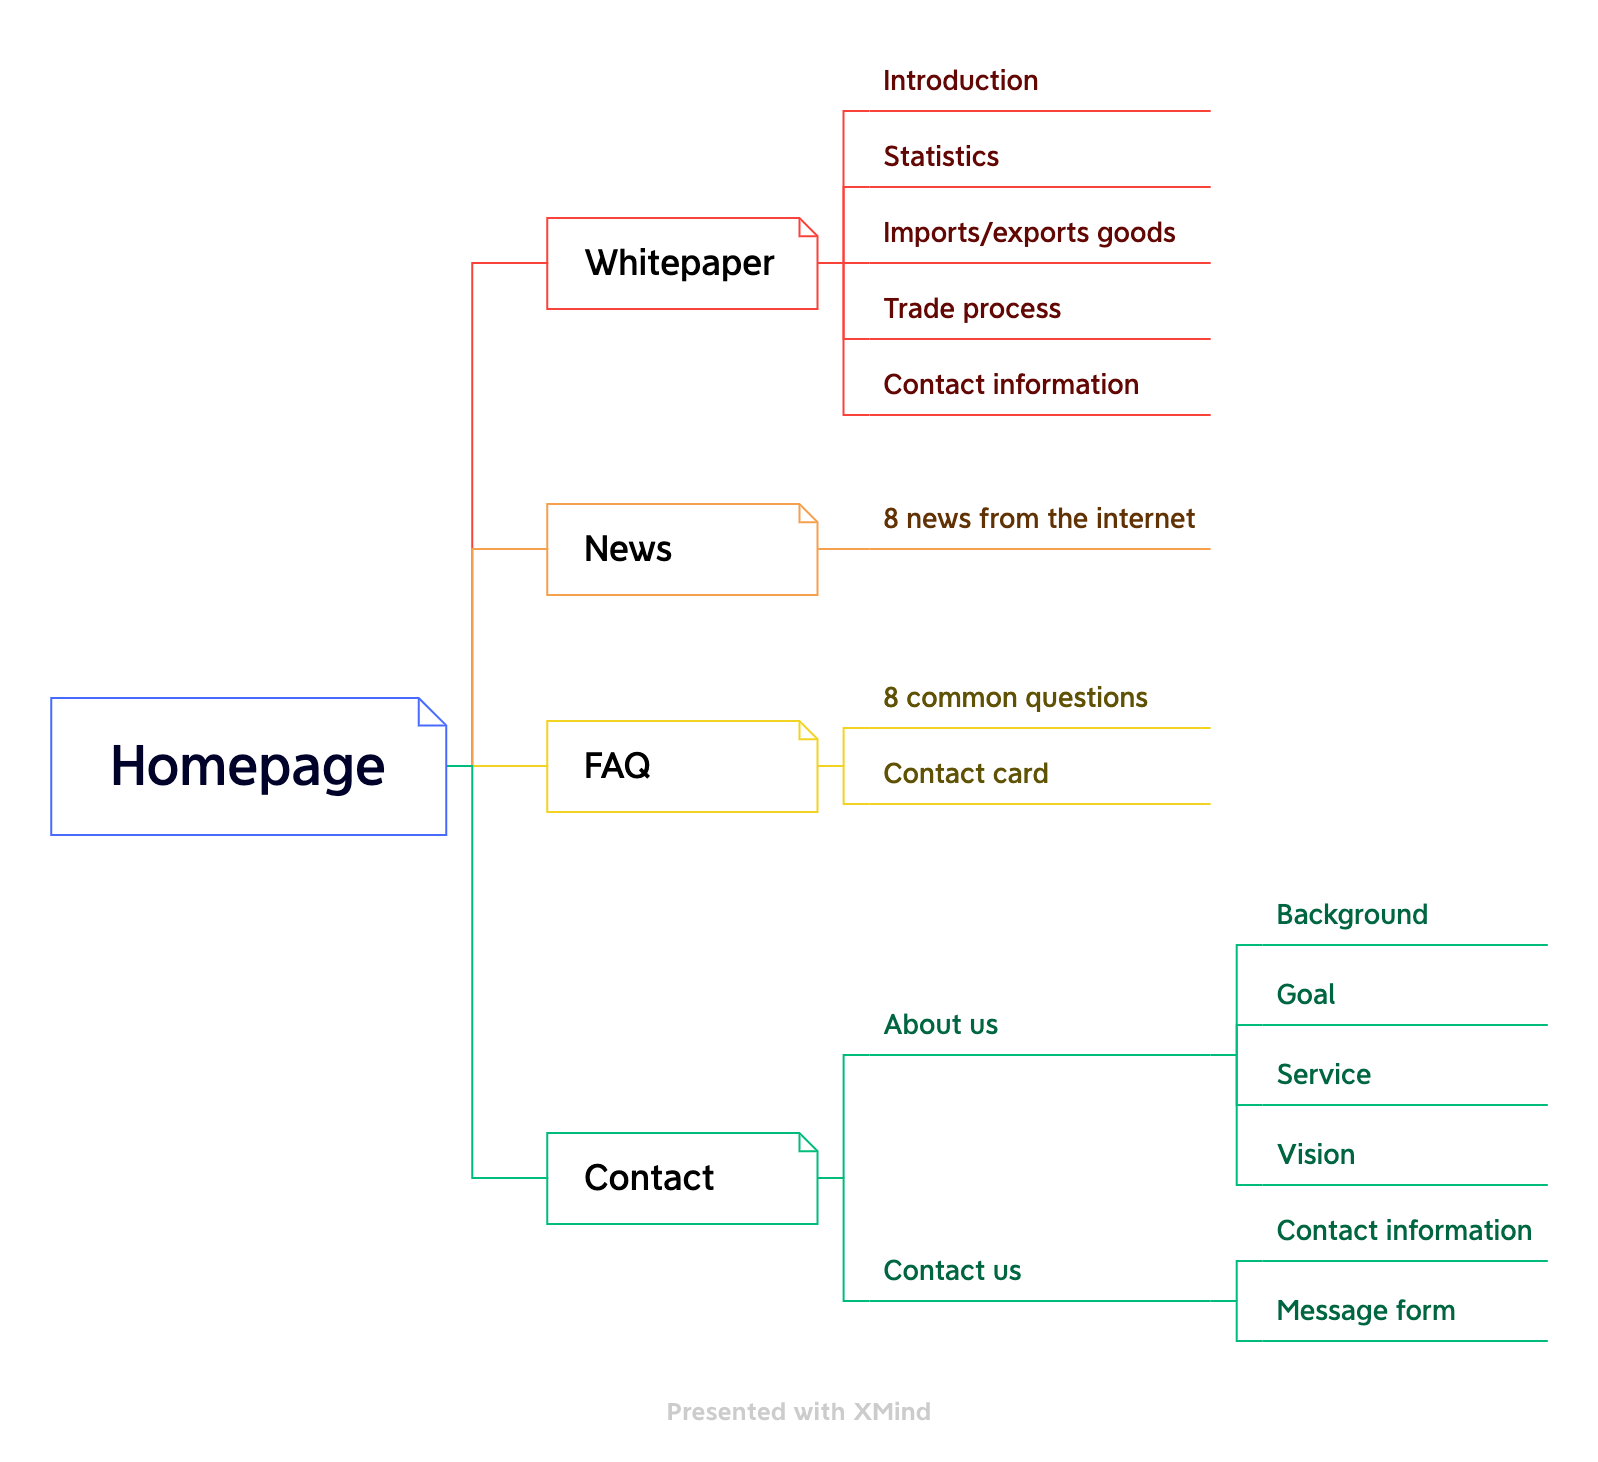 Homepage
Whitepaper
Introduction
Statistics
Imports/exports goods
Trade process
Contact information
News
8 news from the internet
FAQ
8 common questions
Contact card
Contact
About us
Background
Goal
Service
Vision
Contact us
Contact information
Message form
Presented with XMind